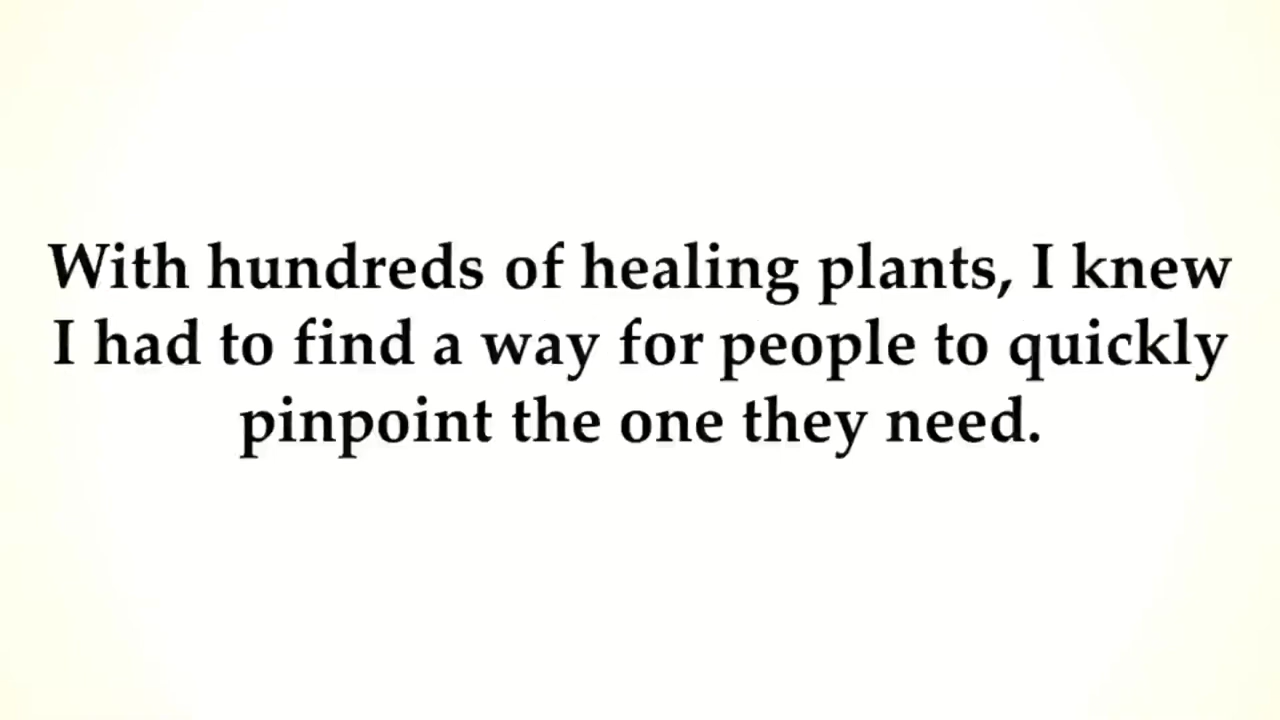 With hundreds of healing plants, I knew
I had to find a way for people to quickly
pinpoint the one they need.